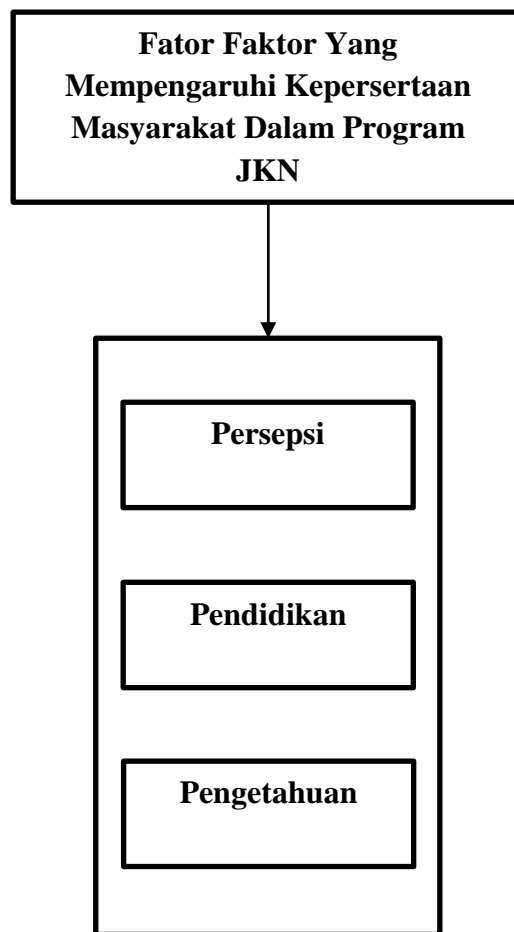 Fator Faktor Yang
Mempengaruhi Kepersertaan
Masyarakat Dalam Program
JKN
Persepsi
Pendidikan
Pengetahuan